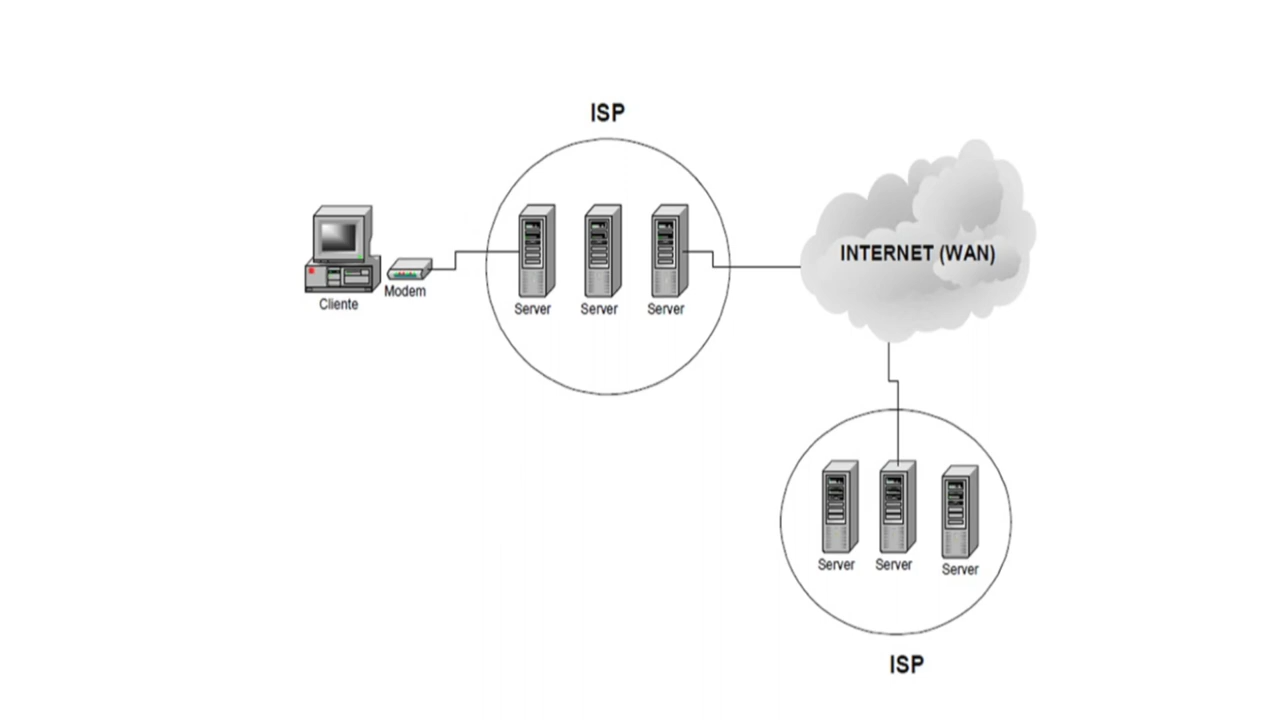 ISP
INTERNET (WAN)
Cliente
Modem
Server
Server
Server
Server
Server
Server
ISP